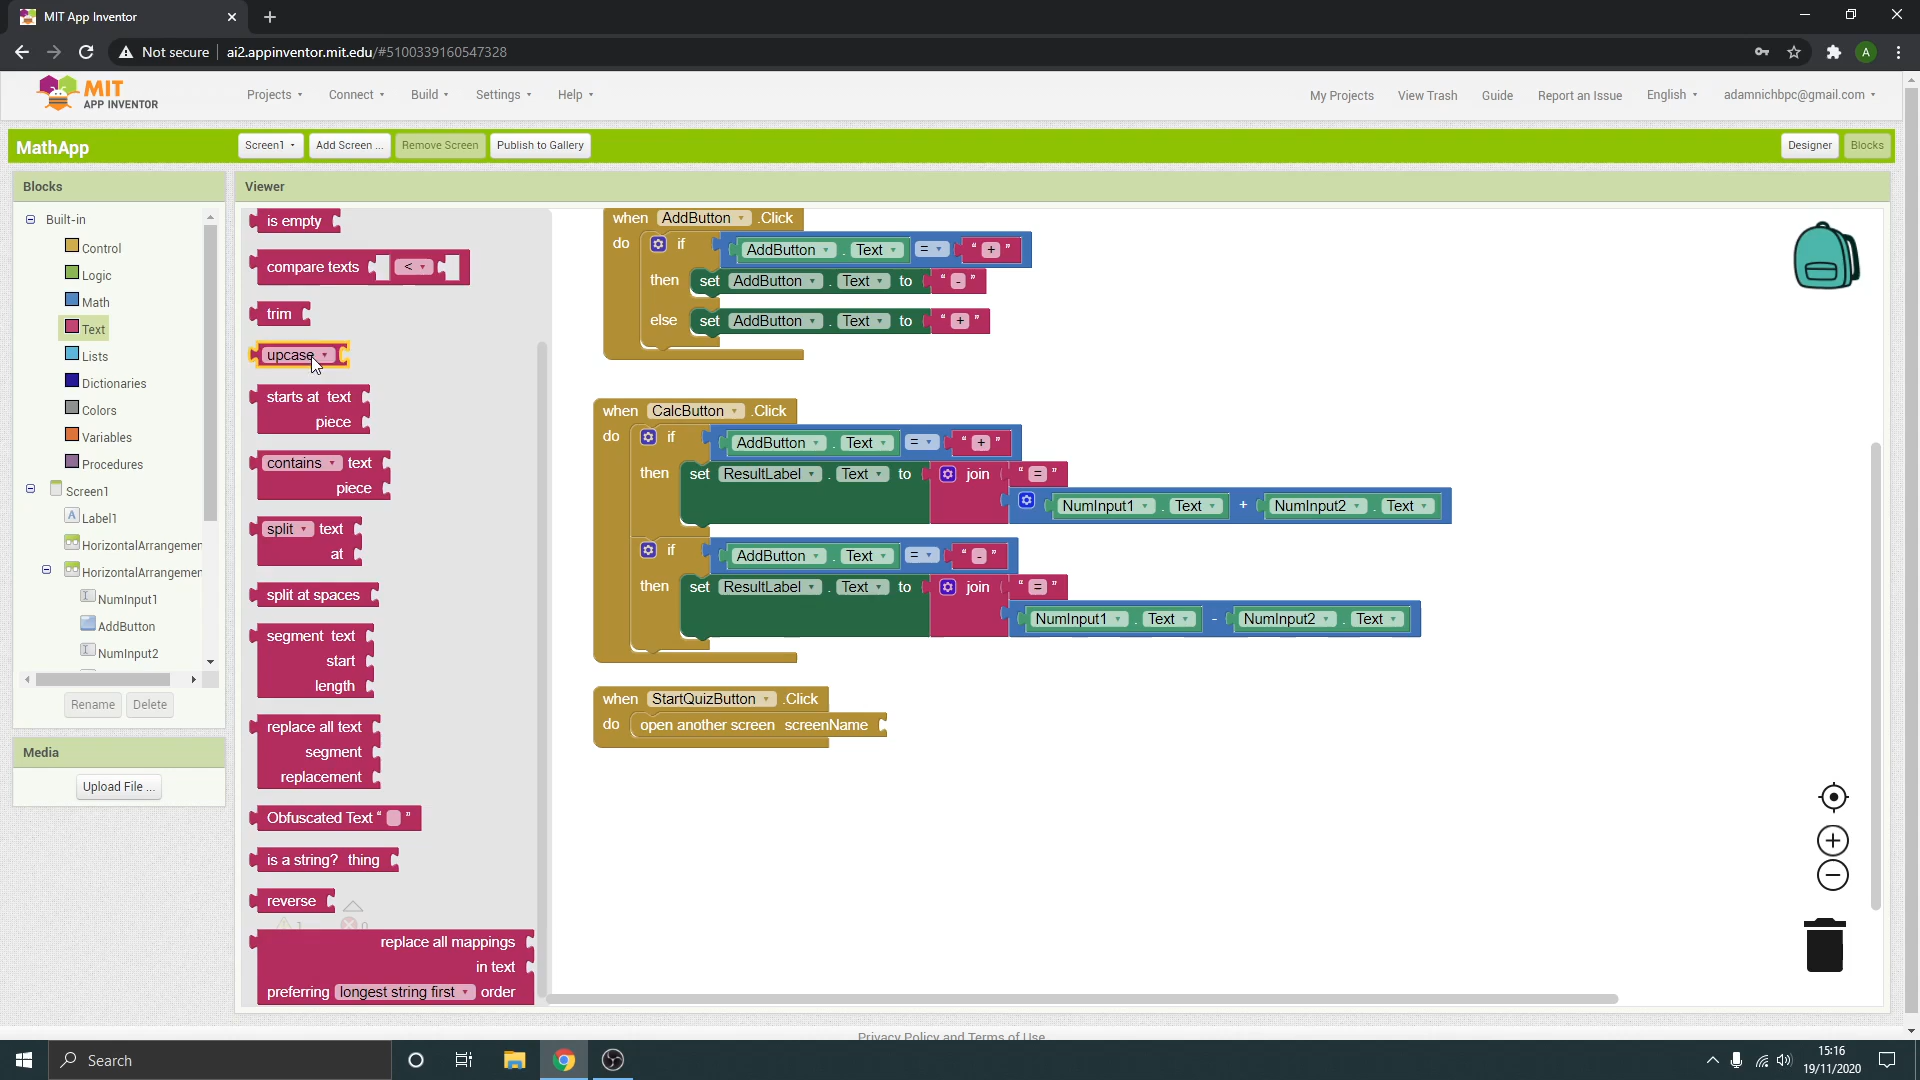 MIT App Inventor
Not secure ai2.appinventor.mit.edu/#5100339160547328 A
MIT
APP INVENTOR
Projects Connect Build Settings Help My Projects View Trash Guide Report an Issue English adamnichbpc@gmail.com
MathApp Screen1 Add Screen ... Remove Screen Publish to Gallery Designer Blocks
Blocks
Built-in
Control
Logic
Math
Text
Lists
Dictionaries
Colors
Variables
Procedures
Screen1
A Label1
HorizontalArrangemen
HorizontalArrangemen
NumInput1
AddButton
NumInput2
Rename Delete
Media
Upload File ...
Viewer
is empty
compare texts <
trim
upcase
starts at text
piece
contains text
piece
split text
at
split at spaces
segment text
start
length
replace all text
segment
replacement
Obfuscated Text “ ”
is a string? thing
reverse
replace all mappings
in text
preferring longest string first order
when AddButton .Click
do if AddButton . Text = “ + ”
then set AddButton . Text to “ - ”
else set AddButton . Text to “ + ”
when CalcButton .Click
do if AddButton . Text = “ + ”
then set ResultLabel . Text to join “ = ”
NumInput1 . Text + NumInput2 . Text
if AddButton . Text = “ - ”
then set ResultLabel . Text to join “ = ”
NumInput1 . Text - NumInput2 . Text
when StartQuizButton .Click
do open another screen screenName
Privacy Policy and Terms of Use
Search
15:16
19/11/2020